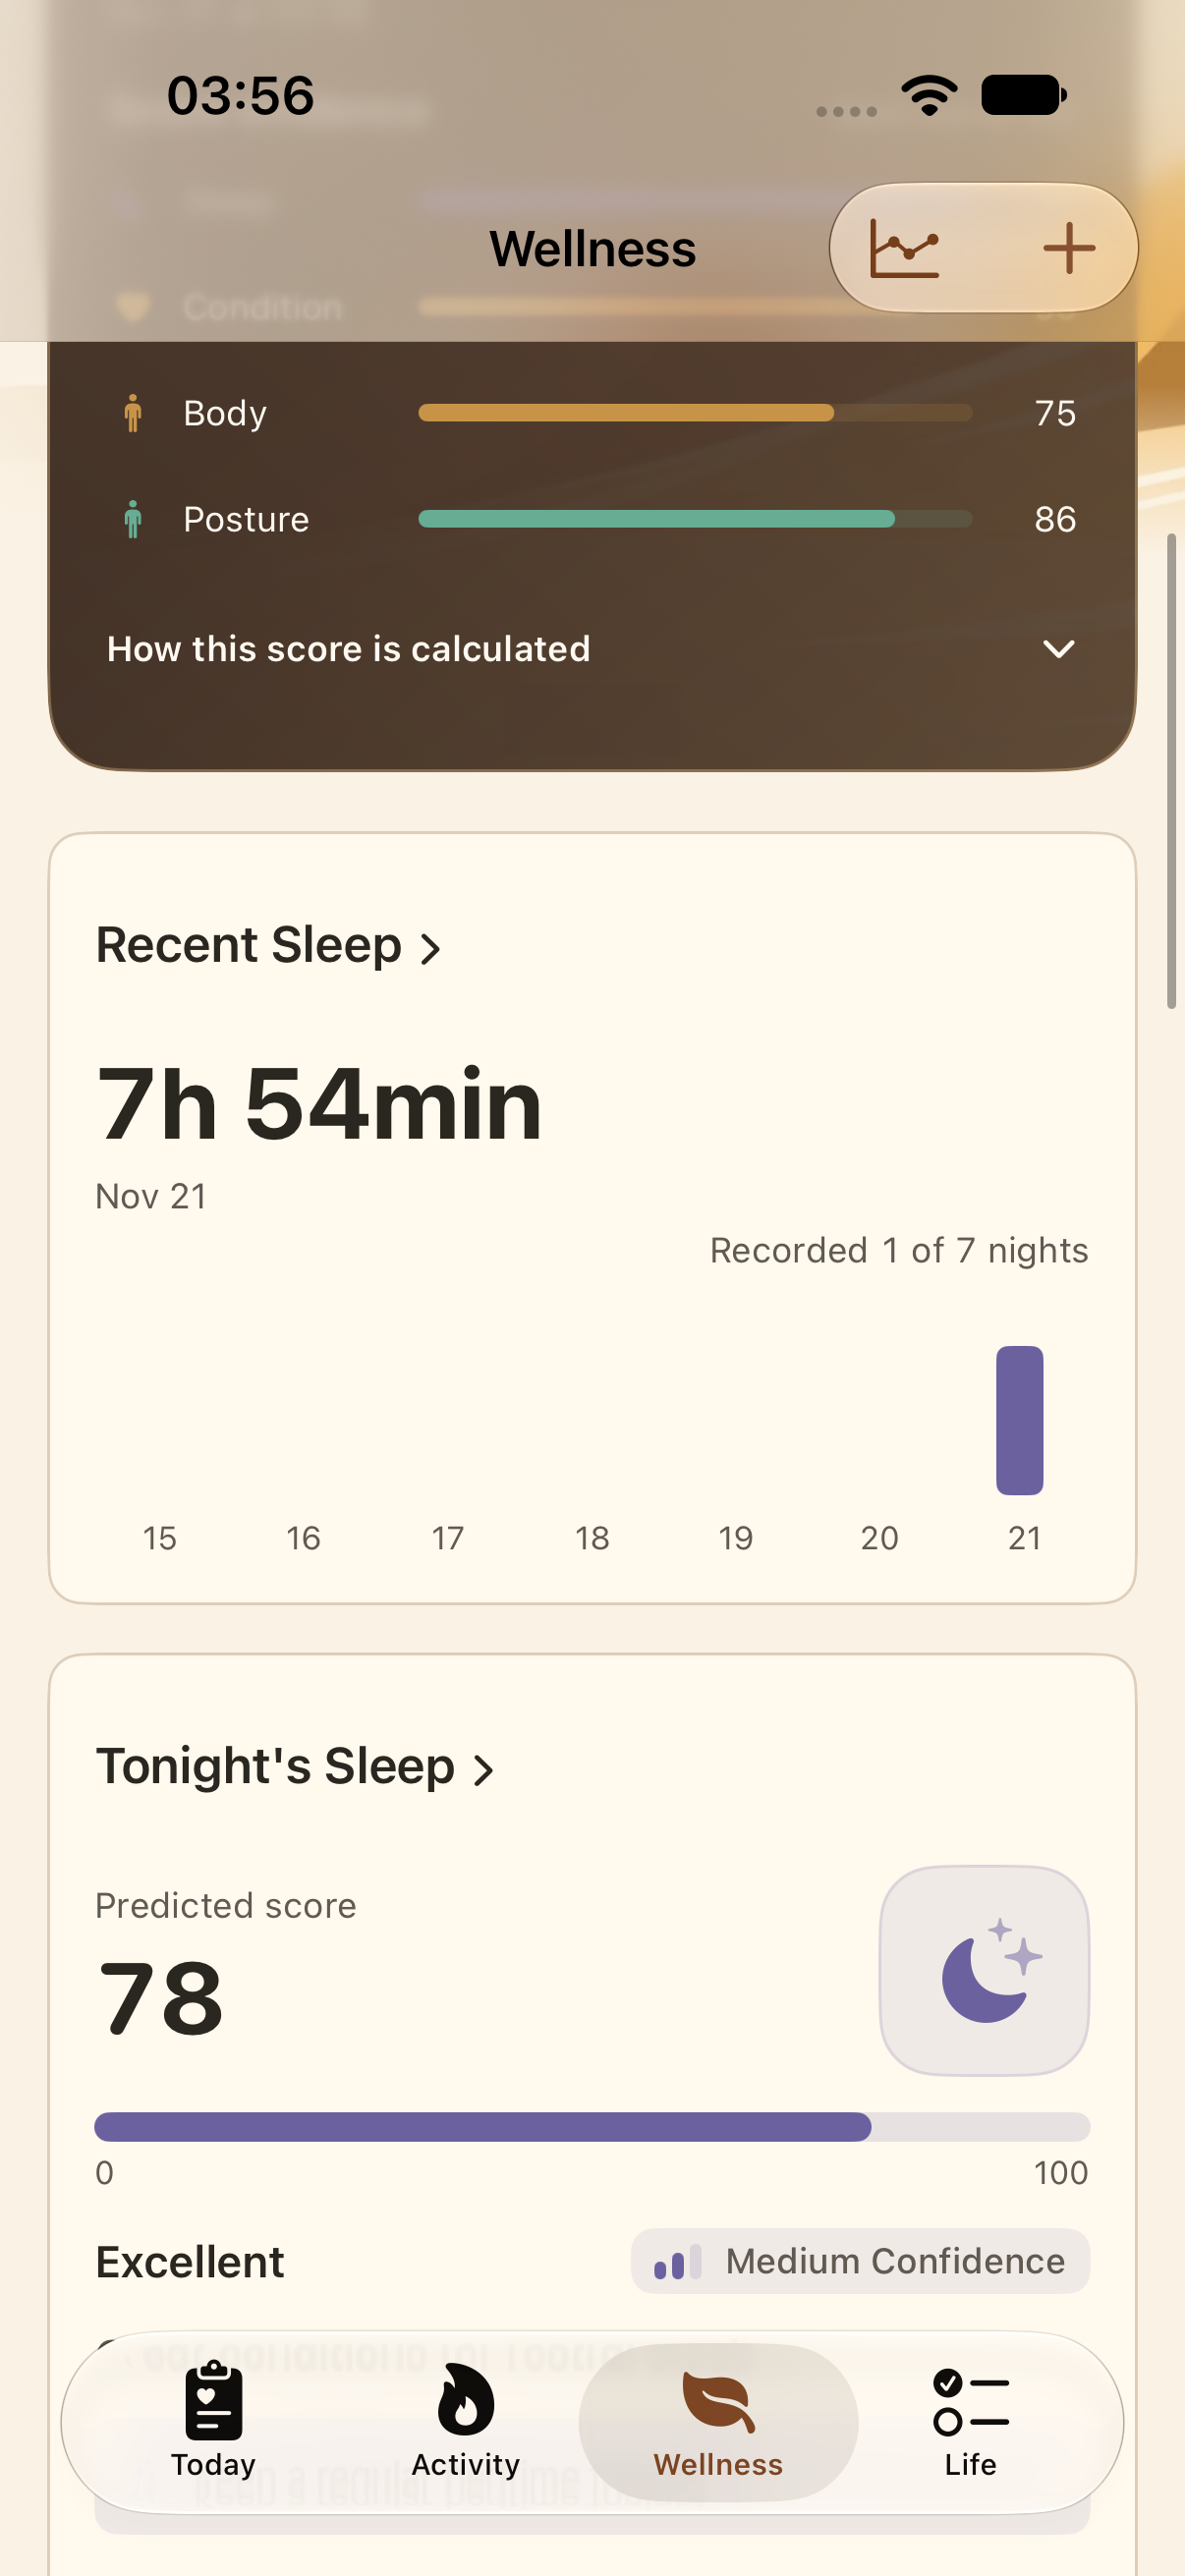 03:56
Wellness
Condition
Body 75
Posture 86
How this score is calculated
Recent Sleep
7h 54min
Nov 21
Recorded 1 of 7 nights
15 16 17 18 19 20 21
Tonight's Sleep
Predicted score
78
0 100
Excellent
Medium Confidence
Today Activity Wellness Life